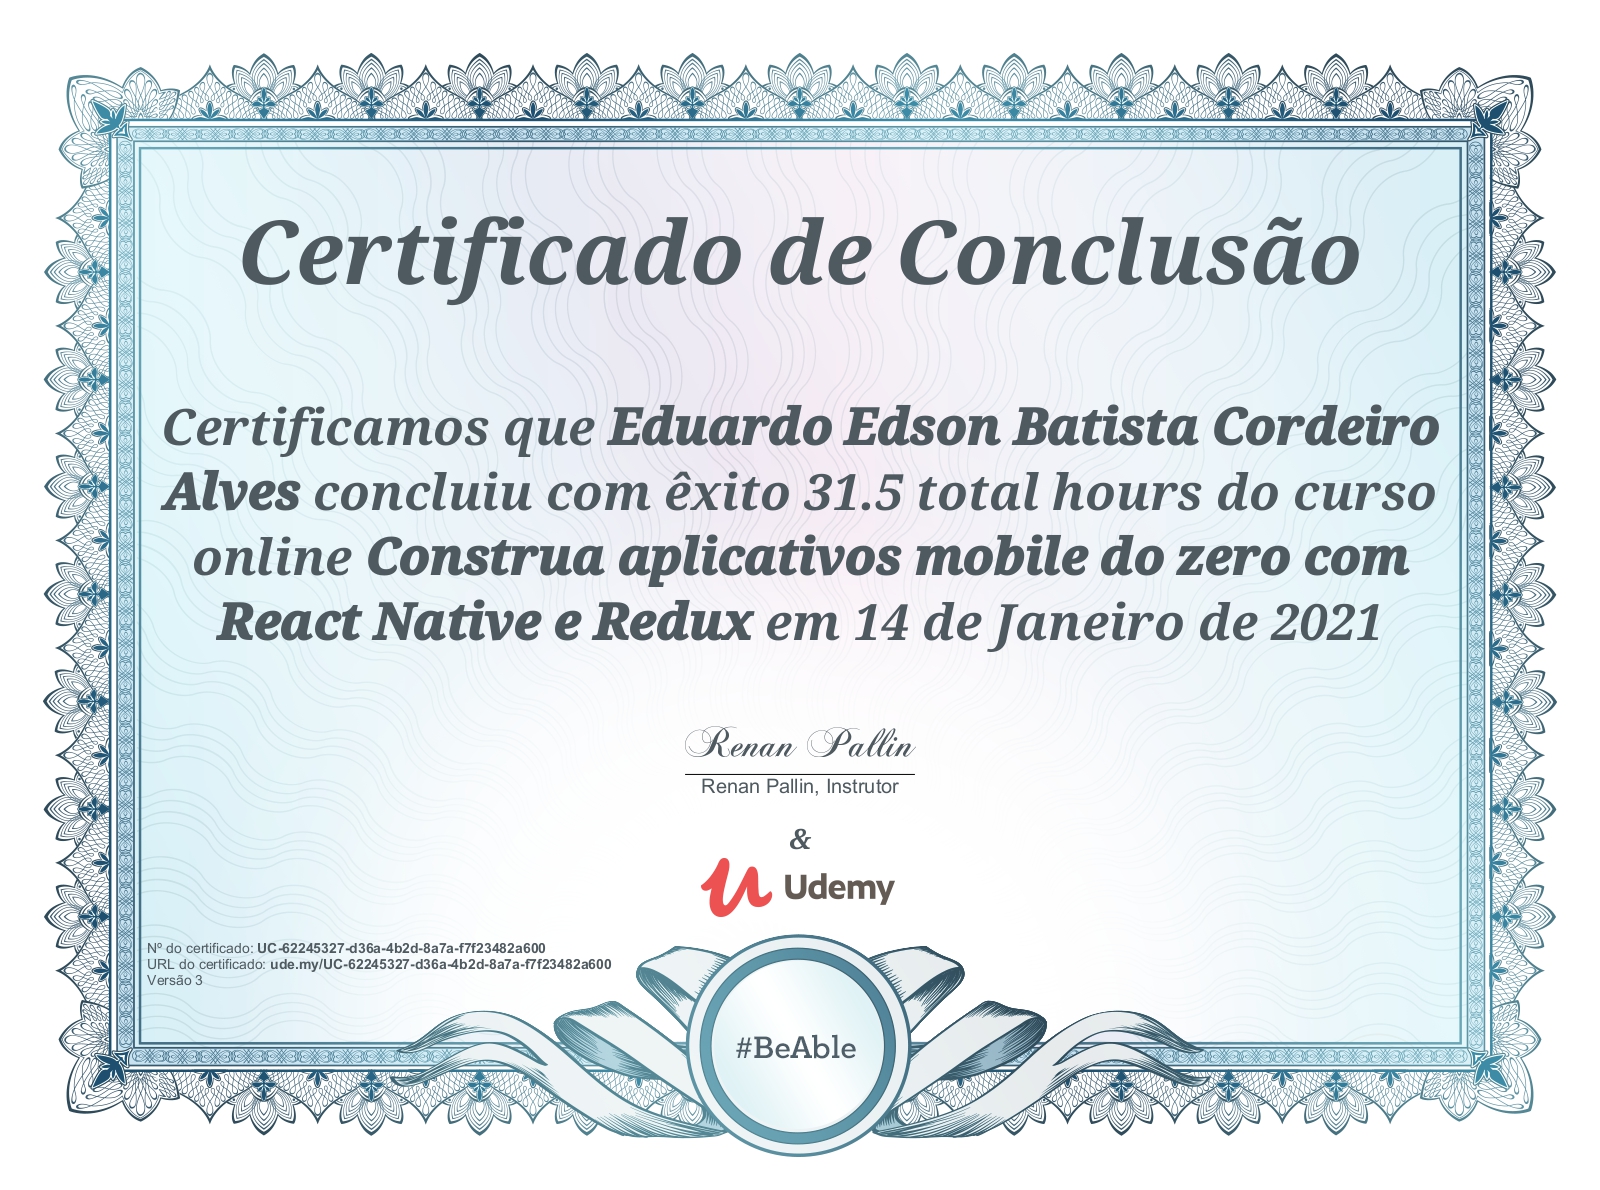 Certificado de Conclusão
Certificamos que Eduardo Edson Batista Cordeiro
Alves concluiu com êxito 31.5 total hours do curso
online Construa aplicativos mobile do zero com
React Native e Redux em 14 de Janeiro de 2021
Renan Pallin
Renan Pallin, Instrutor
&
Udemy
Nº do certificado: UC-62245327-d36a-4b2d-8a7a-f7f23482a600
URL do certificado: ude.my/UC-62245327-d36a-4b2d-8a7a-f7f23482a600
Versão 3
#BeAble